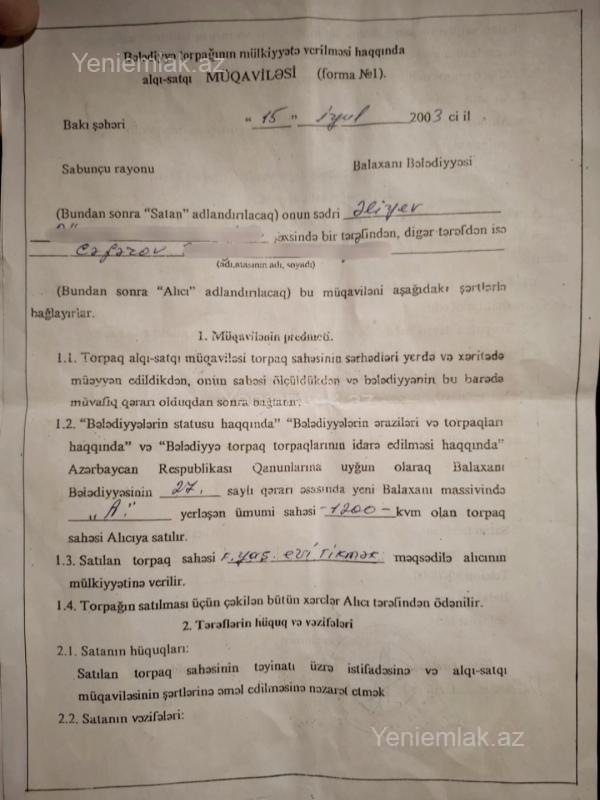 Yeniemlak.az
Bələdiyyə torpağının mülkiyyətə verilməsi haqqında
alqı-satqı MÜQAVİLƏSİ (forma №1).
Bakı şəhəri “ 15 ” iyul 2003 ci il
Sabunçu rayonu Balaxanı Bələdiyyəsi
(Bundan sonra “Satan” adlandırılacaq) onun sədri Əliyev
şəxsində bir tərəfindən, digər tərəfdən isə
Cəfərov
(adı,atasının adı, soyadı)
(Bundan sonra “Alıcı” adlandırılacaq) bu müqaviləni aşağıdakı şərtlərlə
bağlayırlar.
1. Müqavilənin predmeti.
1.1. Torpaq alqı-satqı müqaviləsi torpaq sahəsinin sərhədləri yerdə və xəritədə
müəyyən edildikdən, onun sahəsi ölçüldükdən və bələdiyyənin bu barədə
müvafiq qərarı olduqdan sonra bağlanır.
1.2. “Bələdiyyələrin statusu haqqında” “Bələdiyyələrin əraziləri və torpaqları
haqqında” və “Bələdiyyə torpaq torpaqlarının idarə edilməsi haqqında”
Azərbaycan Respublikası Qanunlarına uyğun olaraq Balaxanı
Bələdiyyəsinin 27. saylı qərarı əsasında yeni Balaxanı massivində
„A“ yerləşən ümumi sahəsi -1200- kvm olan torpaq
sahəsi Alıcıya satılır.
1.3. Satılan torpaq sahəsi f.yaş. evi tikmək məqsədilə alıcının
mülkiyyətinə verilir.
1.4. Torpağın satılması üçün çəkilən bütün xərclər Alıcı tərəfindən ödənilir.
2. Tərəflərin hüquq və vəzifələri
2.1. Satanın hüquqları:
Satılan torpaq sahəsinin təyinatı üzrə istifadəsinə və alqı-satqı
müqaviləsinin şərtlərinə əməl edilməsinə nəzarət etmək
2.2. Satanın vəzifələri:
Yeniemlak.az